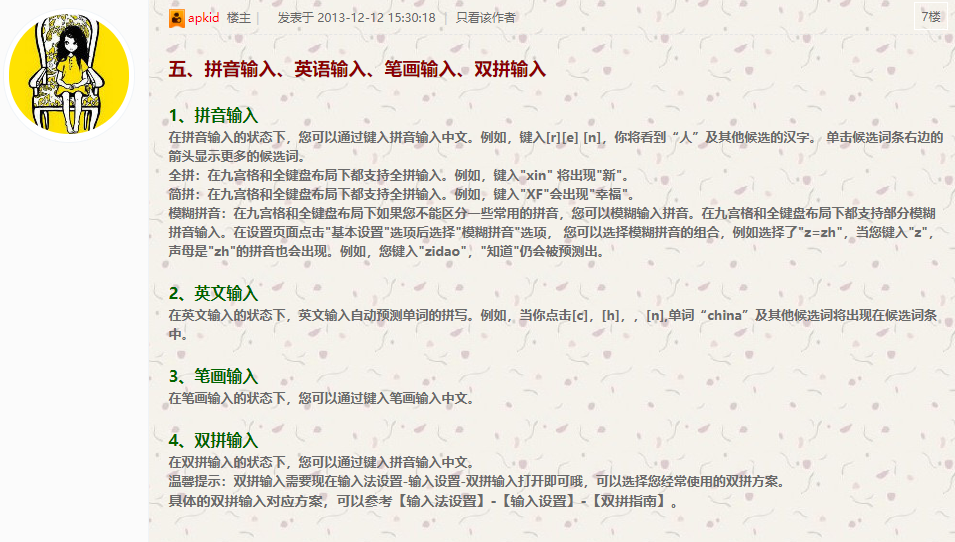 apkid 楼主 | 发表于 2013-12-12 15:30:18 | 只看该作者
7楼
五、拼音输入、英语输入、笔画输入、双拼输入
1、拼音输入
在拼音输入的状态下，您可以通过键入拼音输入中文。例如，键入[r][e] [n]，你将看到“人”及其他候选的汉字。 单击候选词条右边的
箭头显示更多的候选词。
全拼：在九宫格和全键盘布局下都支持全拼输入。例如，键入"xin" 将出现"新"。
简拼：在九宫格和全键盘布局下都支持全拼输入。例如，键入"XF"会出现"幸福"。
模糊拼音：在九宫格和全键盘布局下如果您不能区分一些常用的拼音，您可以模糊输入拼音。在九宫格和全键盘布局下都支持部分模糊
拼音输入。在设置页面点击"基本设置"选项后选择"模糊拼音"选项， 您可以选择模糊拼音的组合，例如选择了"z=zh"，当您键入"z"，
声母是"zh"的拼音也会出现。例如，您键入"zidao"，"知道"仍会被预测出。
2、英文输入
在英文输入的状态下，英文输入自动预测单词的拼写。例如，当你点击[c]，[h]，，[n],单词“china”及其他候选词将出现在候选词条
中。
3、笔画输入
在笔画输入的状态下，您可以通过键入笔画输入中文。
4、双拼输入
在双拼输入的状态下，您可以通过键入拼音输入中文。
温馨提示：双拼输入需要现在输入法设置-输入设置-双拼输入打开即可哦，可以选择您经常使用的双拼方案。
具体的双拼输入对应方案，可以参考【输入法设置】-【输入设置】-【双拼指南】。